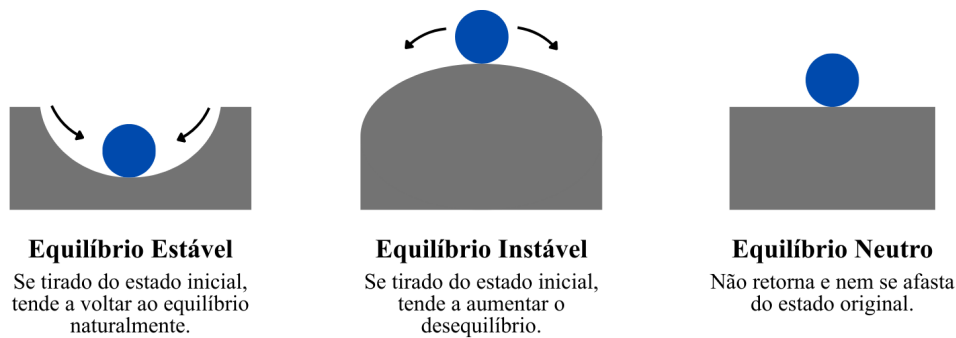 Equilíbrio Estável
Se tirado do estado inicial,
tende a voltar ao equilíbrio
naturalmente.
Equilíbrio Instável
Se tirado do estado inicial,
tende a aumentar o
desequilíbrio.
Equilíbrio Neutro
Não retorna e nem se afasta
do estado original.